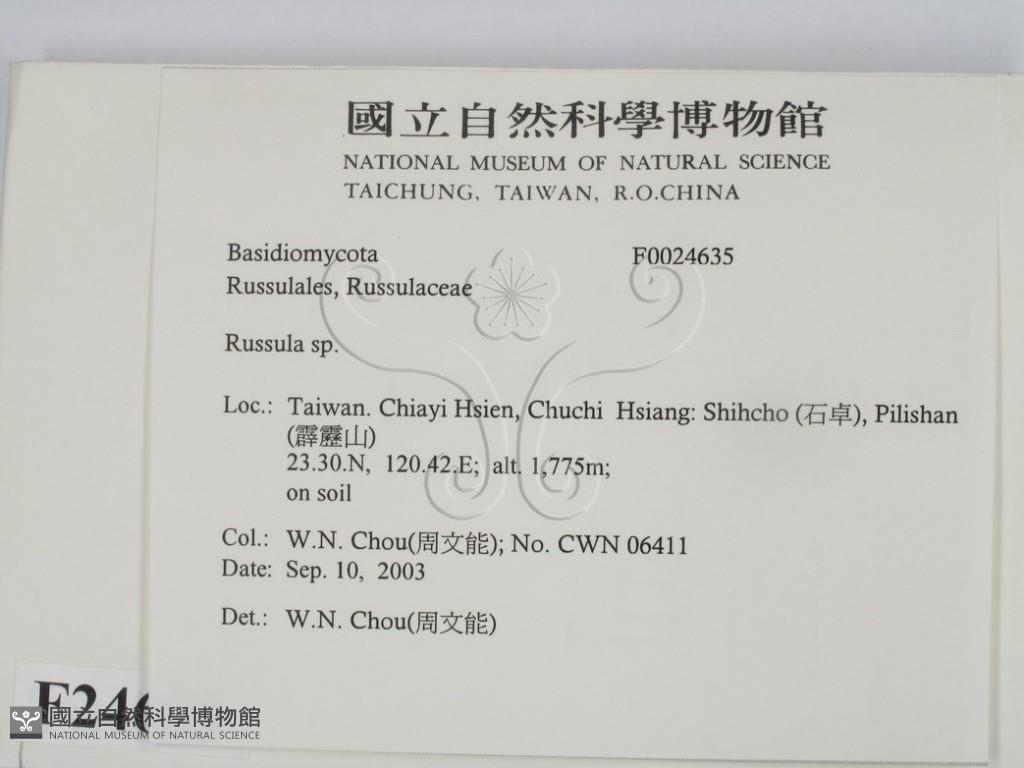 國立自然科學博物館
NATIONAL MUSEUM OF NATURAL SCIENCE
TAICHUNG, TAIWAN, R.O.CHINA
Basidiomycota F0024635
Russulales, Russulaceae
Russula sp.
Loc.: Taiwan. Chiayi Hsien, Chuchi Hsiang: Shihcho (石卓), Pilishan
(霹靂山)
23.30.N, 120.42.E; alt. 1,775m;
on soil
Col.: W.N. Chou(周文能); No. CWN 06411
Date: Sep. 10, 2003
Det.: W.N. Chou(周文能)
F246
國立自然科學博物館
NATIONAL MUSEUM OF NATURAL SCIENCE